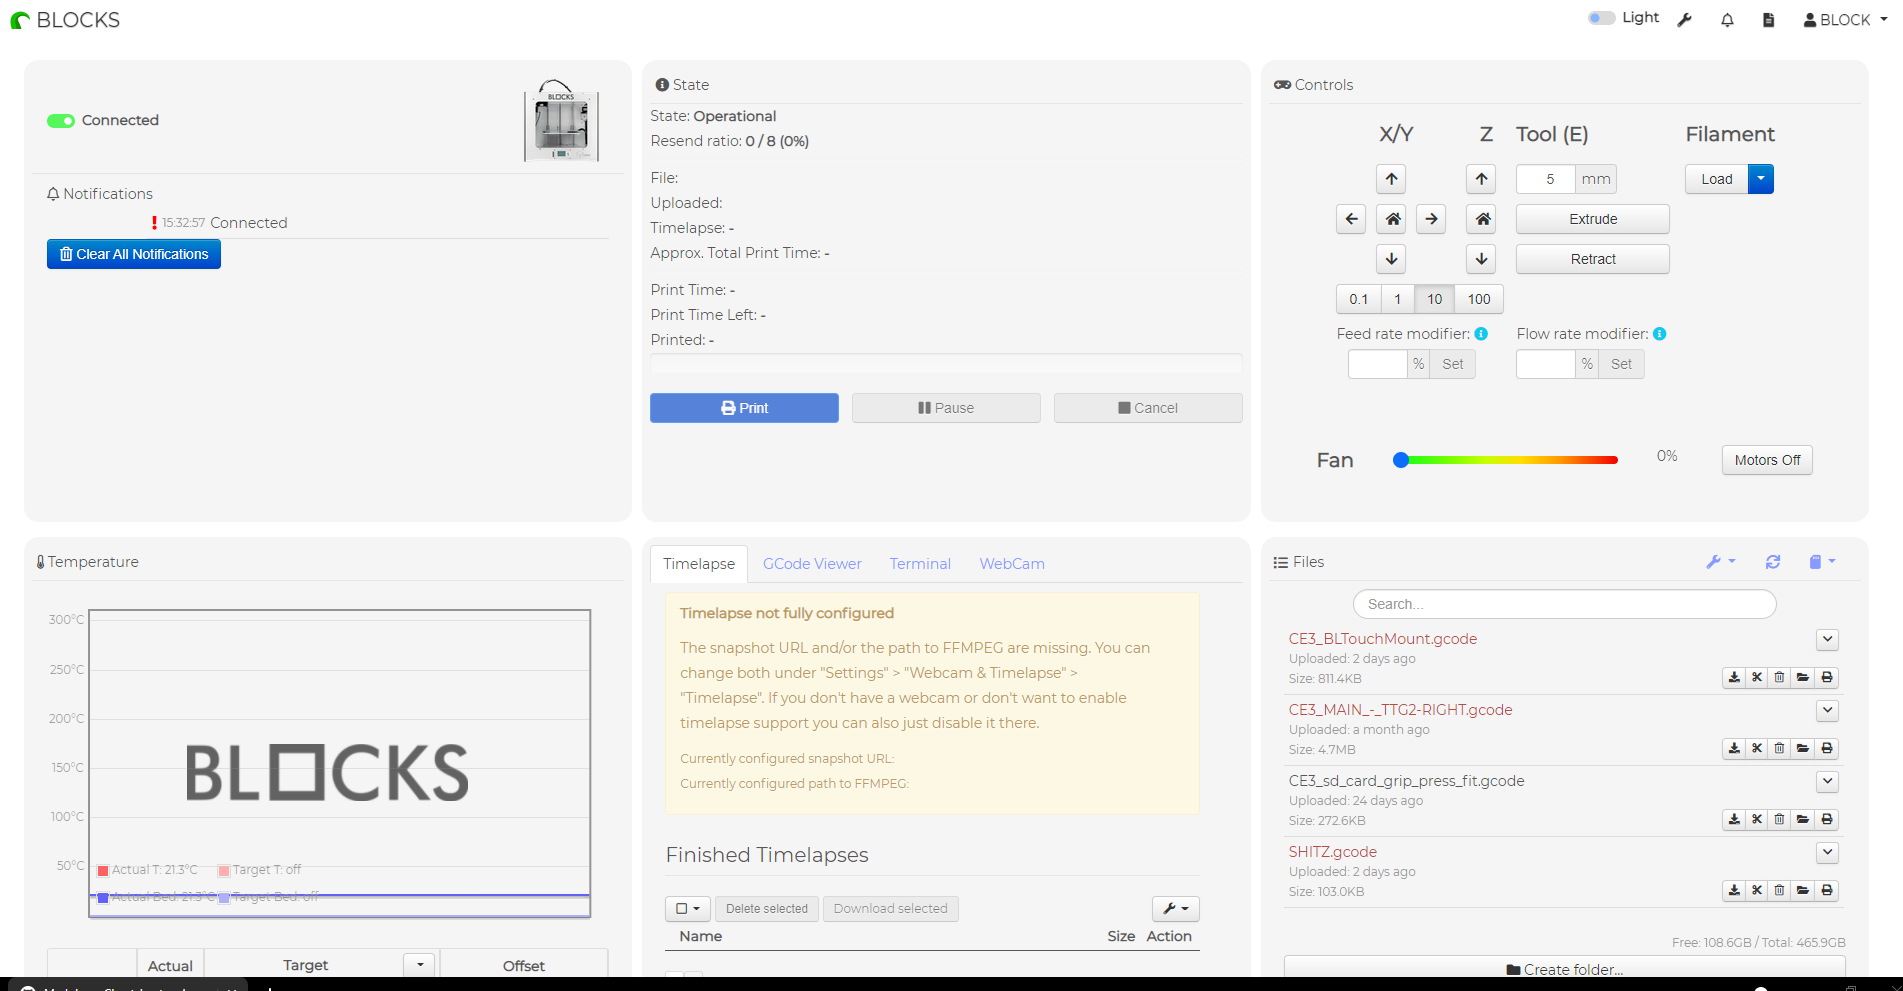 BLOCKS
Light
BLOCK
Connected
BLOCKS
Notifications
15:32:57 Connected
Clear All Notifications
State
State: Operational
Resend ratio: 0 / 8 (0%)
File:
Uploaded:
Timelapse: -
Approx. Total Print Time: -
Print Time: -
Print Time Left: -
Printed: -
Print
Pause
Cancel
Controls
X/Y
Z
Tool (E)
Filament
5 mm
Load
Extrude
Retract
0.1 1 10 100
Feed rate modifier:
Flow rate modifier:
% Set
% Set
Fan
0%
Motors Off
Temperature
300°C
250°C
200°C
150°C
100°C
50°C
BLOCKS
Actual T: 21.3°C Target T: off
Actual Bed: 21.3°C Target Bed: off
Actual Target Offset
Timelapse GCode Viewer Terminal WebCam
Timelapse not fully configured
The snapshot URL and/or the path to FFMPEG are missing. You can
change both under "Settings" > "Webcam & Timelapse" >
"Timelapse". If you don't have a webcam or don't want to enable
timelapse support you can also just disable it there.
Currently configured snapshot URL:
Currently configured path to FFMPEG:
Finished Timelapses
Delete selected
Download selected
Name Size Action
Files
Search...
CE3_BLTouchMount.gcode
Uploaded: 2 days ago
Size: 811.4KB
CE3_MAIN_-_TTG2-RIGHT.gcode
Uploaded: a month ago
Size: 4.7MB
CE3_sd_card_grip_press_fit.gcode
Uploaded: 24 days ago
Size: 272.6KB
SHITZ.gcode
Uploaded: 2 days ago
Size: 103.0KB
Free: 108.6GB / Total: 465.9GB
Create folder...